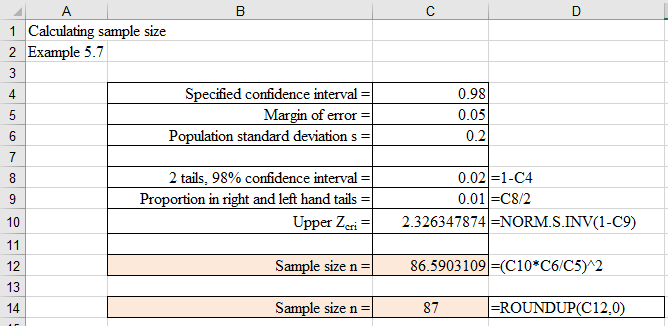 A B C D
1 Calculating sample size
2 Example 5.7
3
4 Specified confidence interval = 0.98
5 Margin of error = 0.05
6 Population standard deviation s = 0.2
7
8 2 tails, 98% confidence interval = 0.02 =1-C4
9 Proportion in right and left hand tails = 0.01 =C8/2
10 Upper Zcri = 2.326347874 =NORM.S.INV(1-C9)
11
12 Sample size n = 86.5903109 =(C10*C6/C5)^2
13
14 Sample size n = 87 =ROUNDUP(C12,0)